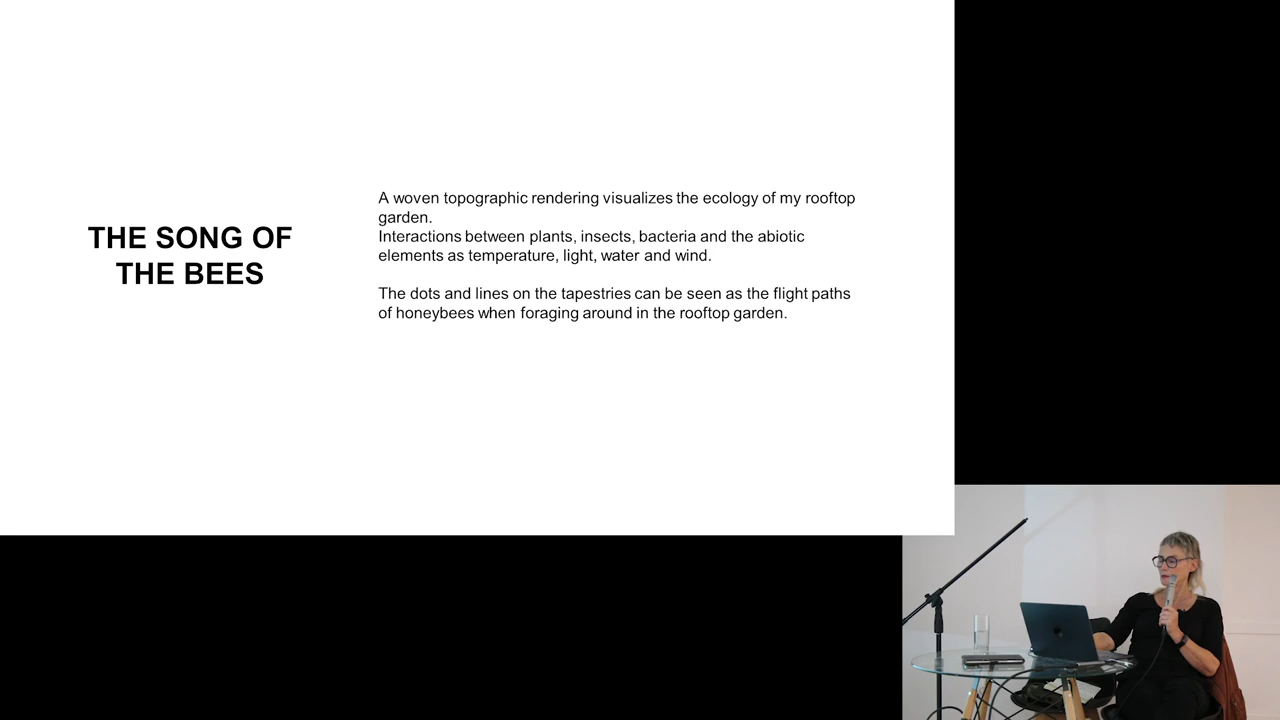 THE SONG OF
THE BEES
A woven topographic rendering visualizes the ecology of my rooftop
garden.
Interactions between plants, insects, bacteria and the abiotic
elements as temperature, light, water and wind.
The dots and lines on the tapestries can be seen as the flight paths
of honeybees when foraging around in the rooftop garden.